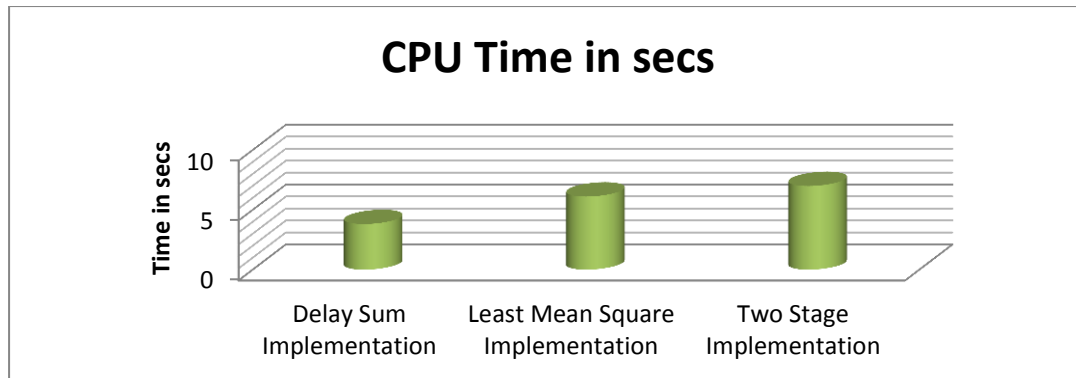 CPU Time in secs
Time in secs
10
5
0
Delay Sum
Implementation
Least Mean Square
Implementation
Two Stage
Implementation